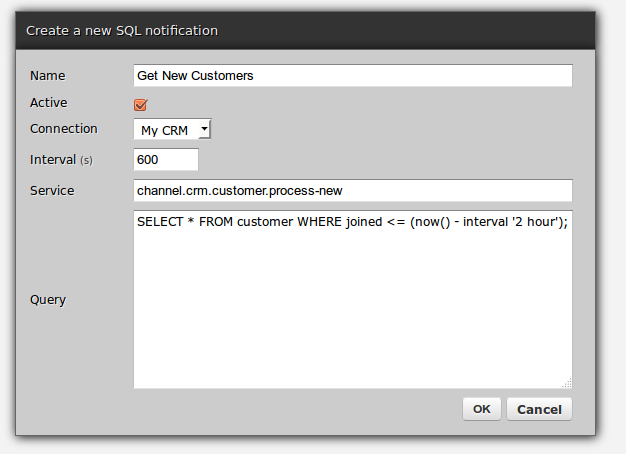 Create a new SQL notification
Name Get New Customers
Active
Connection My CRM
Interval (s) 600
Service channel.crm.customer.process-new
SELECT * FROM customer WHERE joined <= (now() - interval '2 hour');
Query
OK Cancel